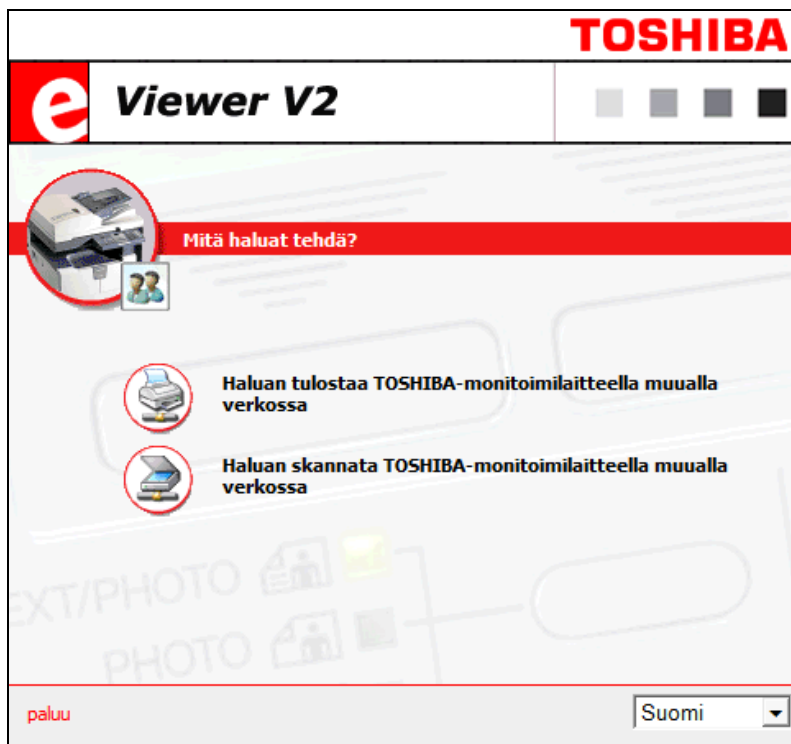 TOSHIBA
e Viewer V2
Mitä haluat tehdä?
Haluan tulostaa TOSHIBA-monitoimilaitteella muualla
verkossa
Haluan skannata TOSHIBA-monitoimilaitteella muualla
verkossa
EXT/PHOTO
PHOTO
paluu
Suomi